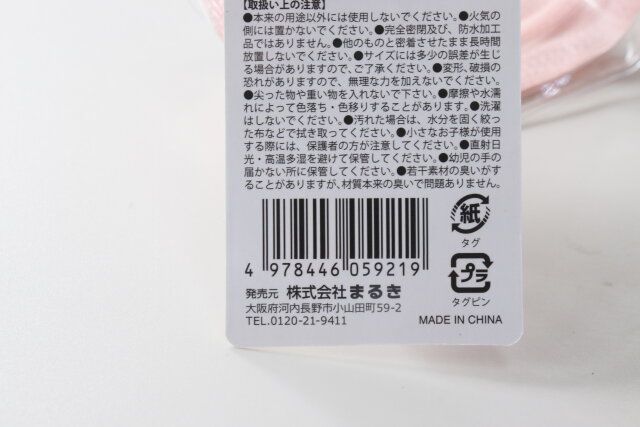 【取扱い上の注意】
●本来の用途以外には使用しないでください。●火気の
側には置かないでください。●完全密閉及び、防水加工
品ではありません。●他のものと密着させたまま長時間
放置しないでください。●サイズには多少の誤差が生じ
る場合がありますので、ご了承ください。●変形、破損の
恐れがありますので、無理な力を加えないでください。
●尖った物や重い物を入れないで下さい。●摩擦や水濡
れによって色落ち・色移りすることがあります。●洗濯
はしないでください。●汚れた場合は、水分を固く絞っ
た布などで拭き取ってください。●小さなお子様が使用
する際には、保護者の方が注意してください。●直射日
光・高温多湿を避けて保管してください。●幼児の手の
届かない所に保管してください。●若干素材の臭いがす
ることがありますが、材質本来の臭いで問題ありません。
紙
タグ
4 978446 059219
プラ
タグピン
発売元 株式会社 まるき
大阪府河内長野市小山田町59-2
TEL.0120-21-9411
MADE IN CHINA